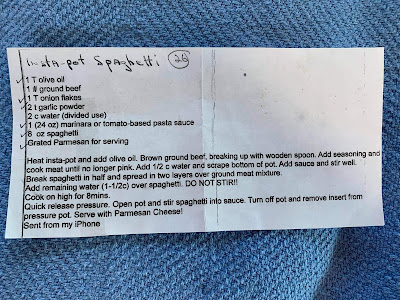 Insta-pot Spaghetti 26
1 T olive oil
1 # ground beef
1 T onion flakes
2 t garlic powder
2 c water (divided use)
1 (24 oz) marinara or tomato-based pasta sauce
8 oz spaghetti
Grated Parmesan for serving
Heat insta-pot and add olive oil. Brown ground beef, breaking up with wooden spoon. Add seasoning and
cook meat until no longer pink. Add 1/2 c water and scrape bottom of pot. Add sauce and stir well.
Break spaghetti in half and spread in two layers over ground meat mixture.
Add remaining water (1-1/2c) over spaghetti. DO NOT STIR!!
Cook on high for 8mins.
Quick release pressure. Open pot and stir spaghetti into sauce. Turn off pot and remove insert from
pressure pot. Serve with Parmesan Cheese!
Sent from my iPhone